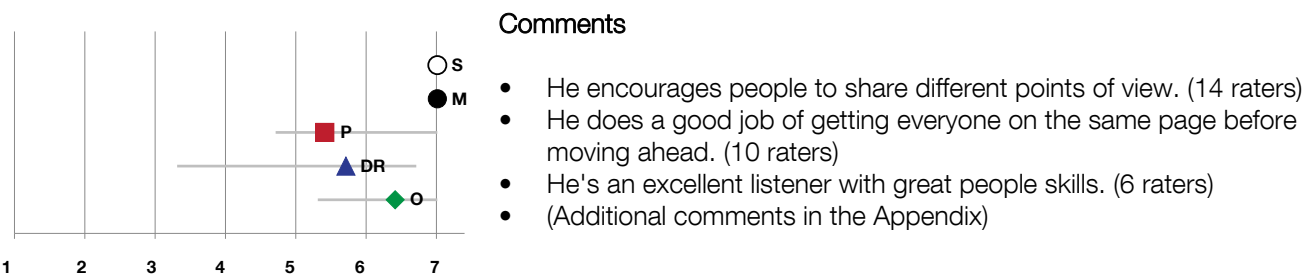 Comments
S
M
P
DR
O
1 2 3 4 5 6 7
• He encourages people to share different points of view. (14 raters)
• He does a good job of getting everyone on the same page before
moving ahead. (10 raters)
• He's an excellent listener with great people skills. (6 raters)
• (Additional comments in the Appendix)